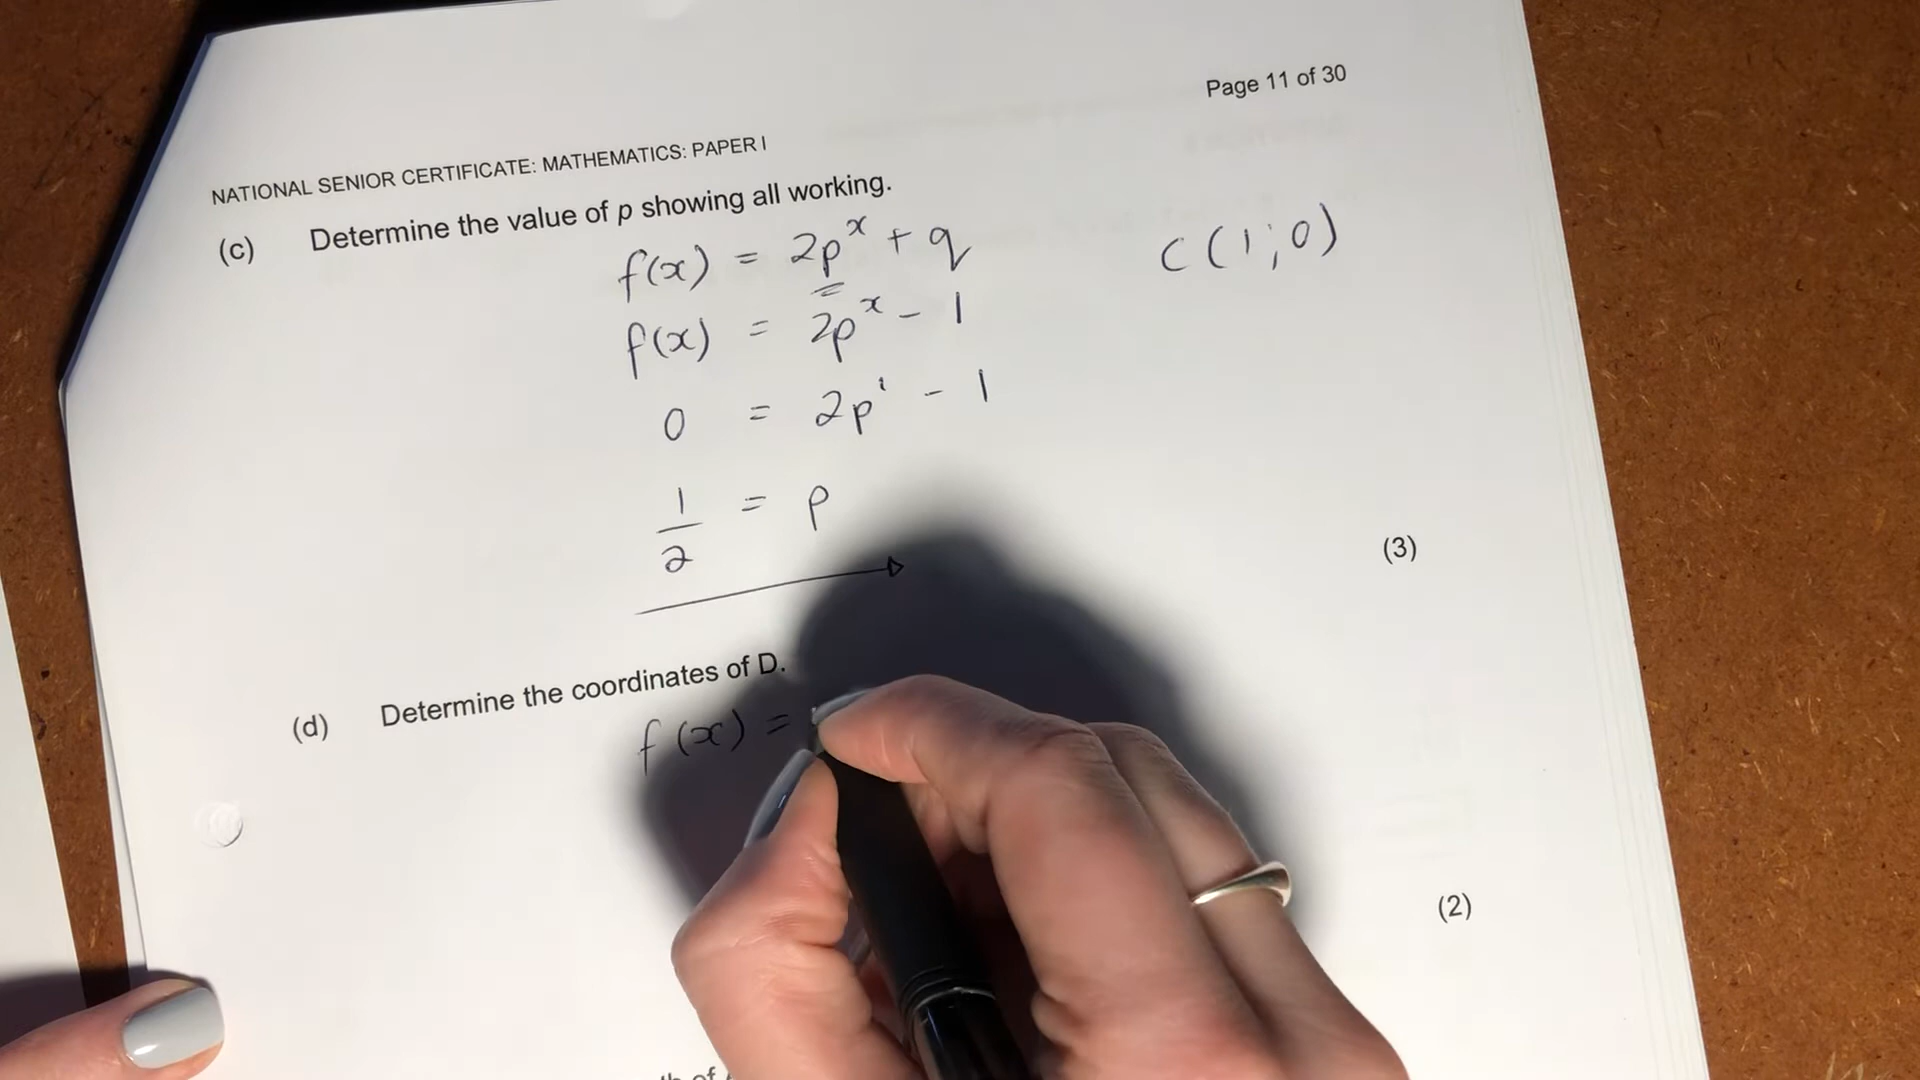 Page 11 of 30
NATIONAL SENIOR CERTIFICATE: MATHEMATICS: PAPER I
(c) Determine the value of p showing all working.
f(x) = 2p^x + q
C(1;0)
f(x) = 2p^x - 1
0 = 2p^1 - 1
1/2 = p
(3)
(d) Determine the coordinates of D.
f(x) =
(2)
of